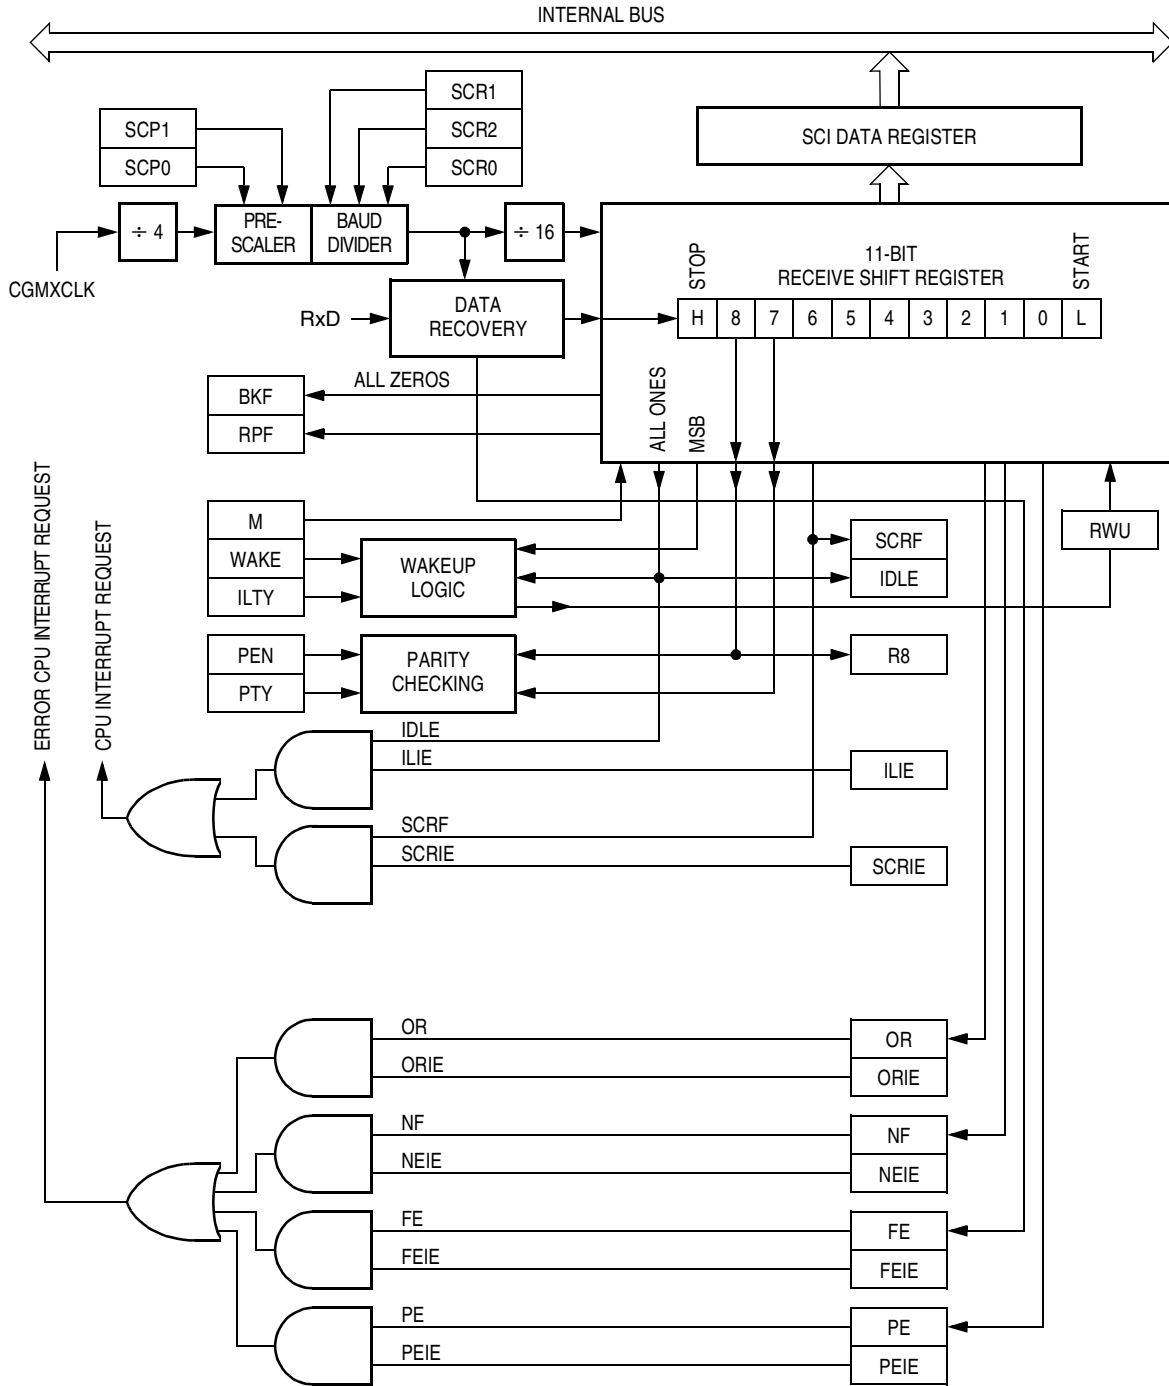 INTERNAL BUS
SCR1
SCR2
SCR0
SCP1
SCP0
SCI DATA REGISTER
÷ 4
PRE-
SCALER
BAUD
DIVIDER
÷ 16
CGMXCLK
RxD
DATA
RECOVERY
STOP
11-BIT
RECEIVE SHIFT REGISTER
START
H 8 7 6 5 4 3 2 1 0 L
ALL ZEROS
BKF
RPF
ALL ONES
MSB
M
WAKE
ILTY
WAKEUP
LOGIC
SCRF
IDLE
RWU
PEN
PTY
PARITY
CHECKING
R8
ERROR CPU INTERRUPT REQUEST
CPU INTERRUPT REQUEST
IDLE
ILIE
ILIE
SCRF
SCRIE
SCRIE
OR
ORIE
OR
ORIE
NF
NEIE
NF
NEIE
FE
FEIE
FE
FEIE
PE
PEIE
PE
PEIE